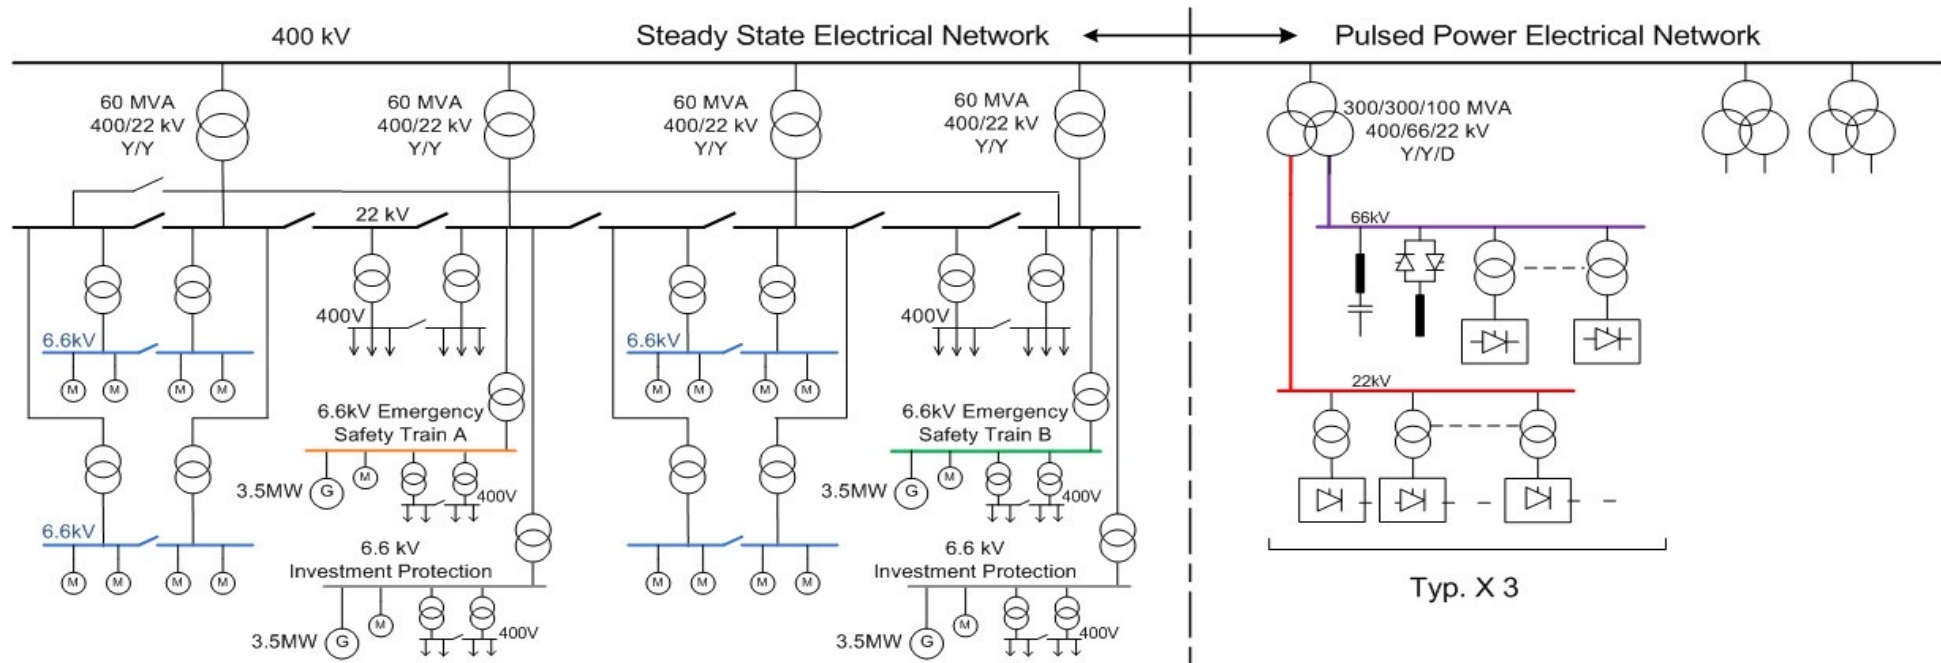 400 kV
Steady State Electrical Network
Pulsed Power Electrical Network
60 MVA
400/22 kV
Y/Y
60 MVA
400/22 kV
Y/Y
60 MVA
400/22 kV
Y/Y
60 MVA
400/22 kV
Y/Y
300/300/100 MVA
400/66/22 kV
Y/Y/D
22 kV
66kV
400V
400V
6.6kV
6.6kV
M M M M
M M M M
22kV
6.6kV Emergency
Safety Train A
6.6kV Emergency
Safety Train B
3.5MW
G
M
400V
3.5MW
G
M
400V
6.6kV
M M M M
M M M M
6.6 kV
Investment Protection
6.6 kV
Investment Protection
3.5MW
G
M
400V
3.5MW
G
M
400V
Typ. X 3